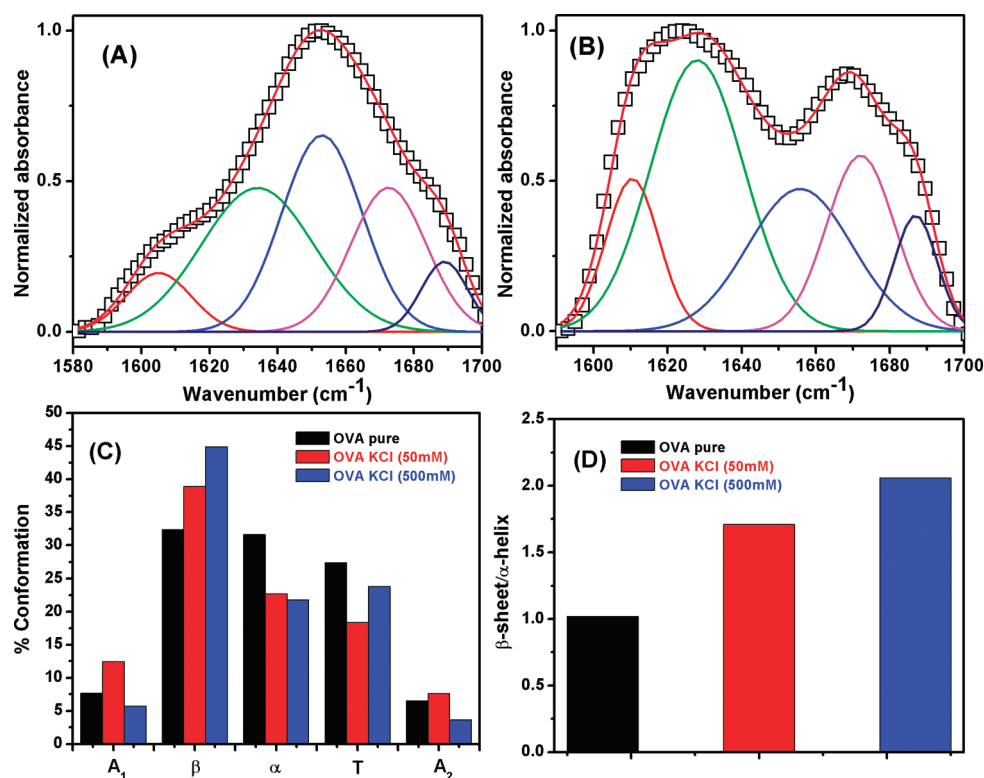 (A)
1.0
0.5
0.0
Normalized absorbance
1580 1600 1620 1640 1660 1680 1700
Wavenumber (cm-1)
(B)
1.0
0.5
0.0
Normalized absorbance
1600 1620 1640 1660 1680 1700
Wavenumber (cm-1)
(C)
OVA pure
OVA KCl (50mM)
OVA KCl (500mM)
50
45
40
35
30
25
20
15
10
5
0
% Conformation
A1 β α T A2
(D)
OVA pure
OVA KCl (50mM)
OVA KCl (500mM)
2.5
2.0
1.5
1.0
0.5
0.0
β-sheet/α-helix